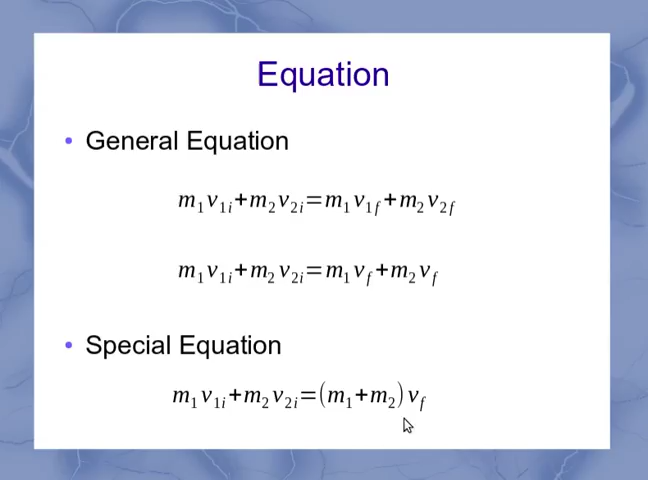 Equation
• General Equation
m₁v₁ᵢ+m₂v₂ᵢ=m₁v₁f+m₂v₂f
m₁v₁ᵢ+m₂v₂ᵢ=m₁vf+m₂vf
• Special Equation
m₁v₁ᵢ+m₂v₂ᵢ=(m₁+m₂)vf